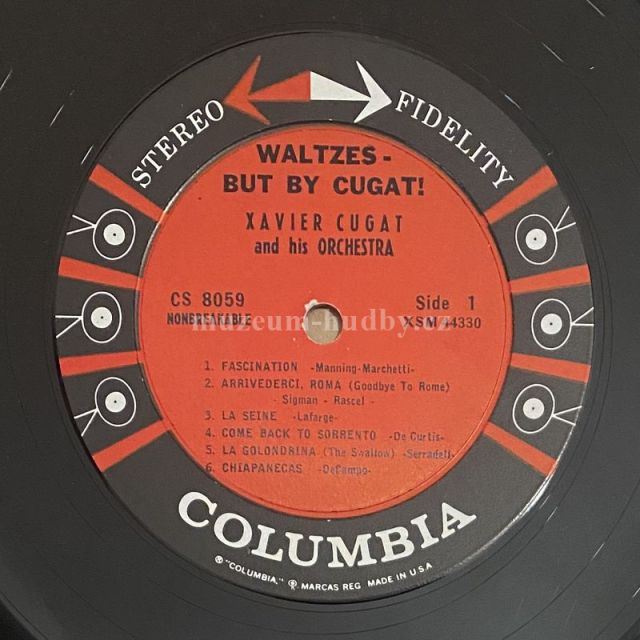 STEREO FIDELITY
WALTZES -
BUT BY CUGAT!
XAVIER CUGAT
and his ORCHESTRA
CS 8059
NONBREAKABLE
Side 1
XSM 44330
muzeum-hudby.cz
1. FASCINATION -Manning-Marchetti-
2. ARRIVEDERCI, ROMA (Goodbye To Rome)
- Sigman - Rascel -
3. LA SEINE -Lafarge-
4. COME BACK TO SORRENTO -De Curtis-
5. LA GOLONDRINA (The Swallow) -Serradell-
6. CHIAPANECAS -DeCampo-
COLUMBIA
® "COLUMBIA," ® MARCAS REG. MADE IN U.S.A.